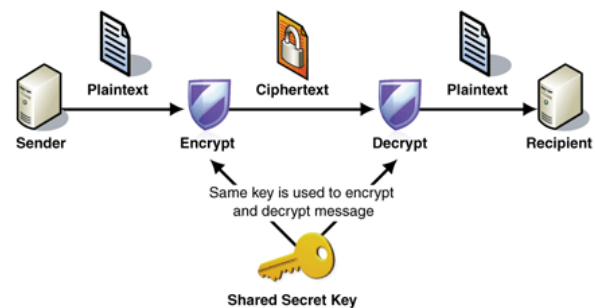 Plaintext
Ciphertext
Plaintext
Sender
Encrypt
Decrypt
Recipient
Same key is used to encrypt
and decrypt message
Shared Secret Key